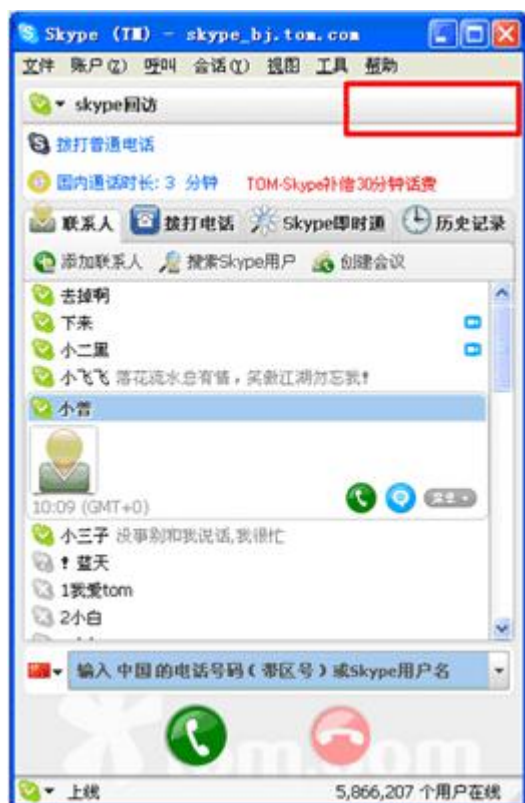 Skype (TM) - skype_bj.tom.com
文件 账户(Z) 呼叫 会话(Y) 视图 工具 帮助
skype回访
拨打普通电话
国内通话时长: 3 分钟 TOM-Skype补偿30分钟话费
联系人 拨打电话 Skype即时通 历史记录
添加联系人 搜索Skype用户 创建会议
去掉啊
下来
小二黑
小飞飞 落花流水总有情，笑傲江湖勿忘我!
小普
10:09 (GMT+0)
菜单
小三子 没事别和我说话,我很忙
! 蓝天
1我爱tom
2小白
输入 中国 的电话号码（带区号）或Skype用户名
tom.com
上线 5,866,207 个用户在线